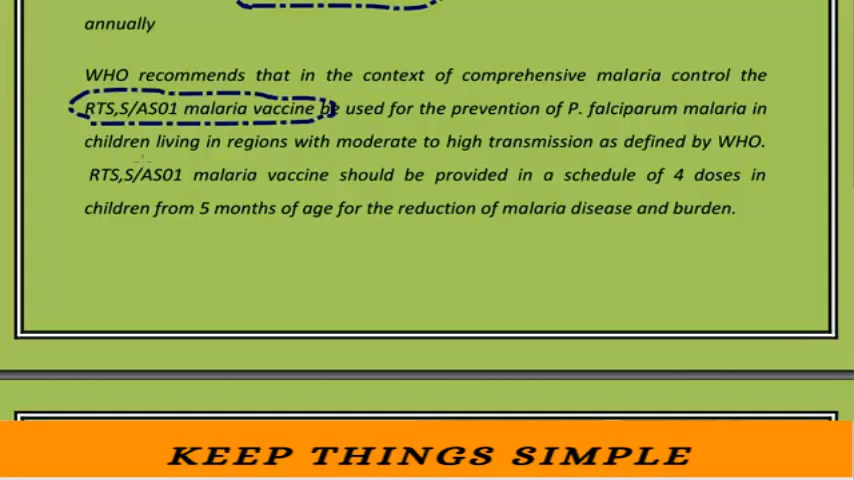 annually
WHO recommends that in the context of comprehensive malaria control the
RTS,S/AS01 malaria vaccine be used for the prevention of P. falciparum malaria in
children living in regions with moderate to high transmission as defined by WHO.
RTS,S/AS01 malaria vaccine should be provided in a schedule of 4 doses in
children from 5 months of age for the reduction of malaria disease and burden.
KEEP THINGS SIMPLE